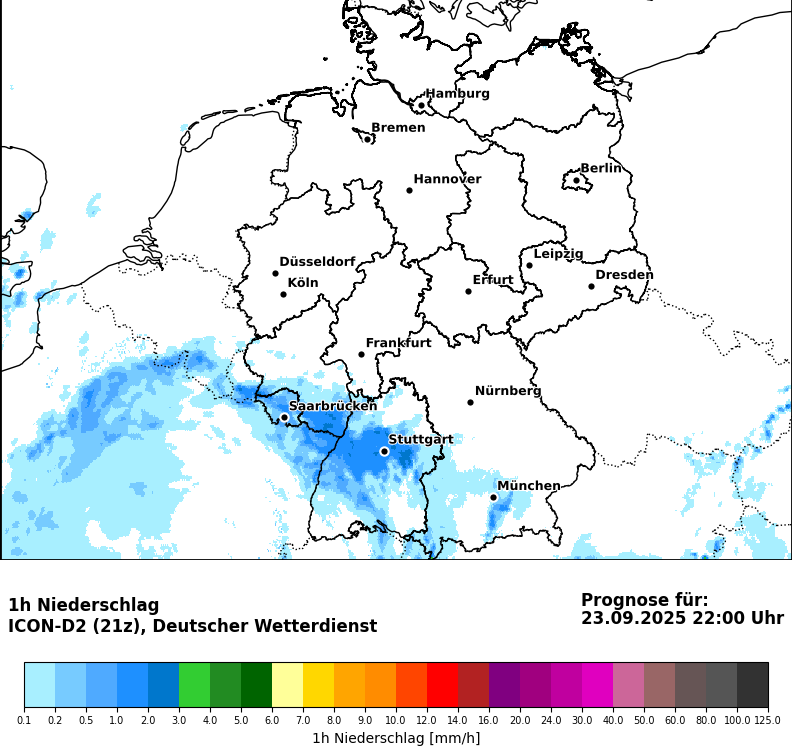 Hamburg
Bremen
Berlin
Hannover
Leipzig
Düsseldorf
Dresden
Köln
Erfurt
Frankfurt
Nürnberg
Saarbrücken
Stuttgart
München
1h Niederschlag
ICON-D2 (21z), Deutscher Wetterdienst
Prognose für:
23.09.2025 22:00 Uhr
0.1 0.2 0.5 1.0 2.0 3.0 4.0 5.0 6.0 7.0 9.0 10.0 12.0 14.0 16.0 20.0 24.0 30.0 40.0 50.0 60.0 80.0 100.0 125.0
1h Niederschlag [mm/h]